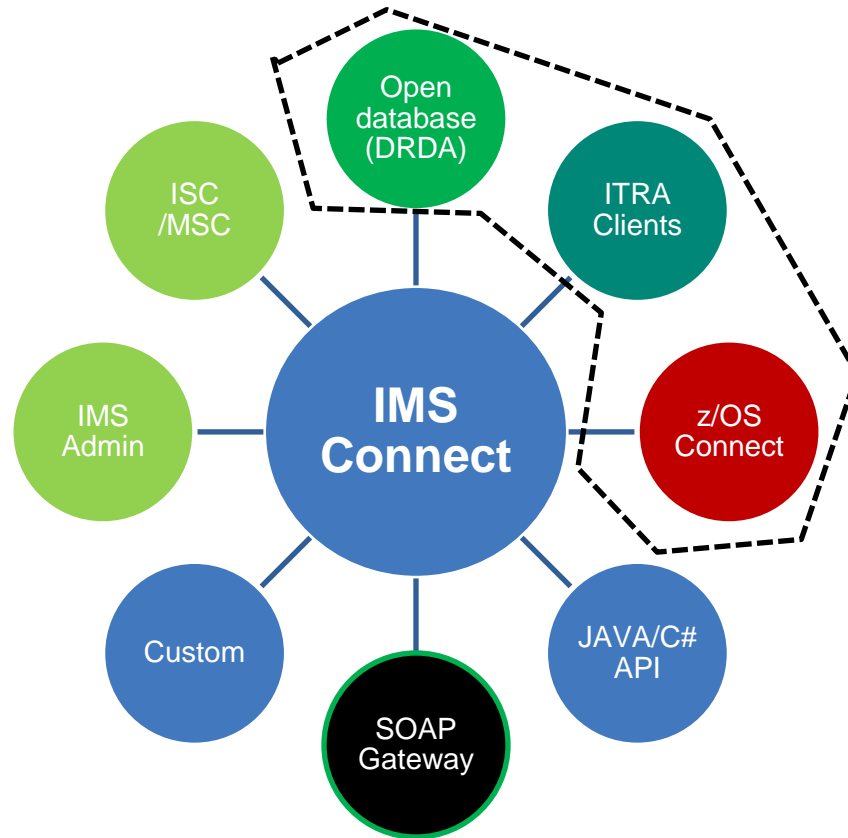 Open
database
(DRDA)
ISC
/MSC
ITRA
Clients
IMS
Connect
IMS
Admin
z/OS
Connect
Custom
JAVA/C#
API
SOAP
Gateway